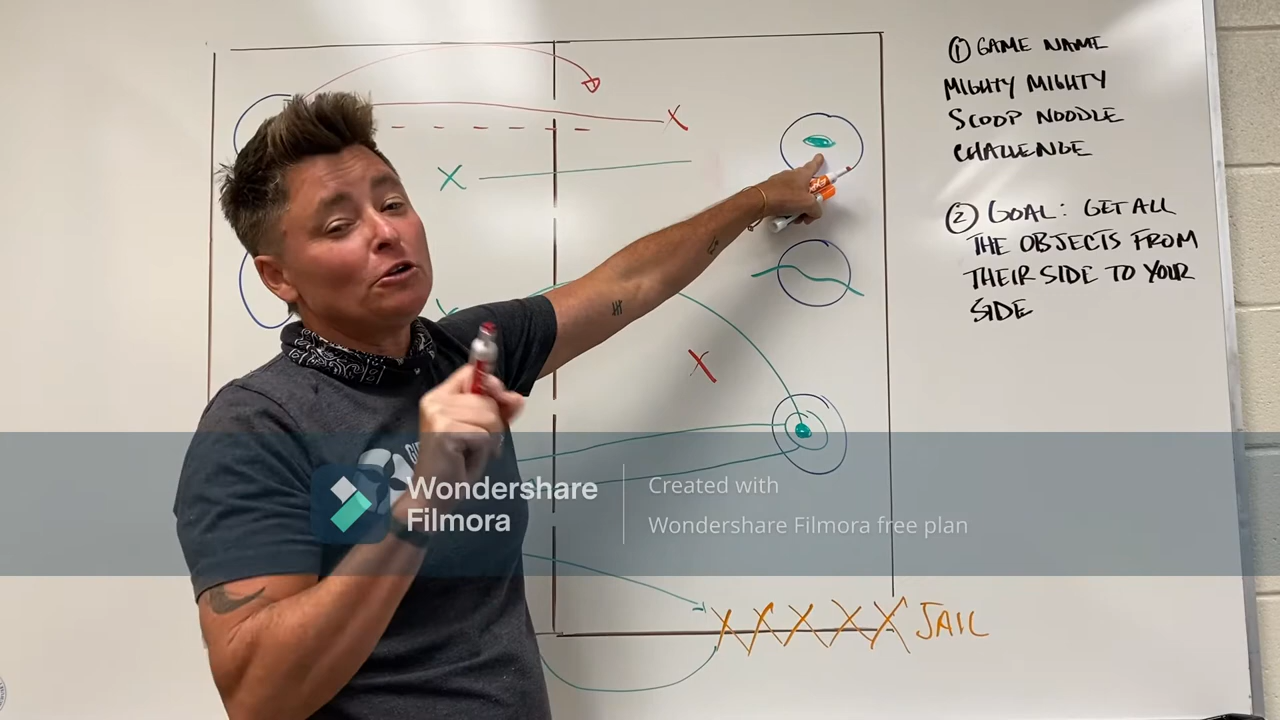 ① GAME NAME
MIGHTY MIGHTY
SCOOP NOODLE
CHALLENGE
② GOAL: GET ALL
THE OBJECTS FROM
THEIR SIDE TO YOUR
SIDE
X
X
X
Wondershare
Filmora
Created with
Wondershare Filmora free plan
X X X X X JAIL